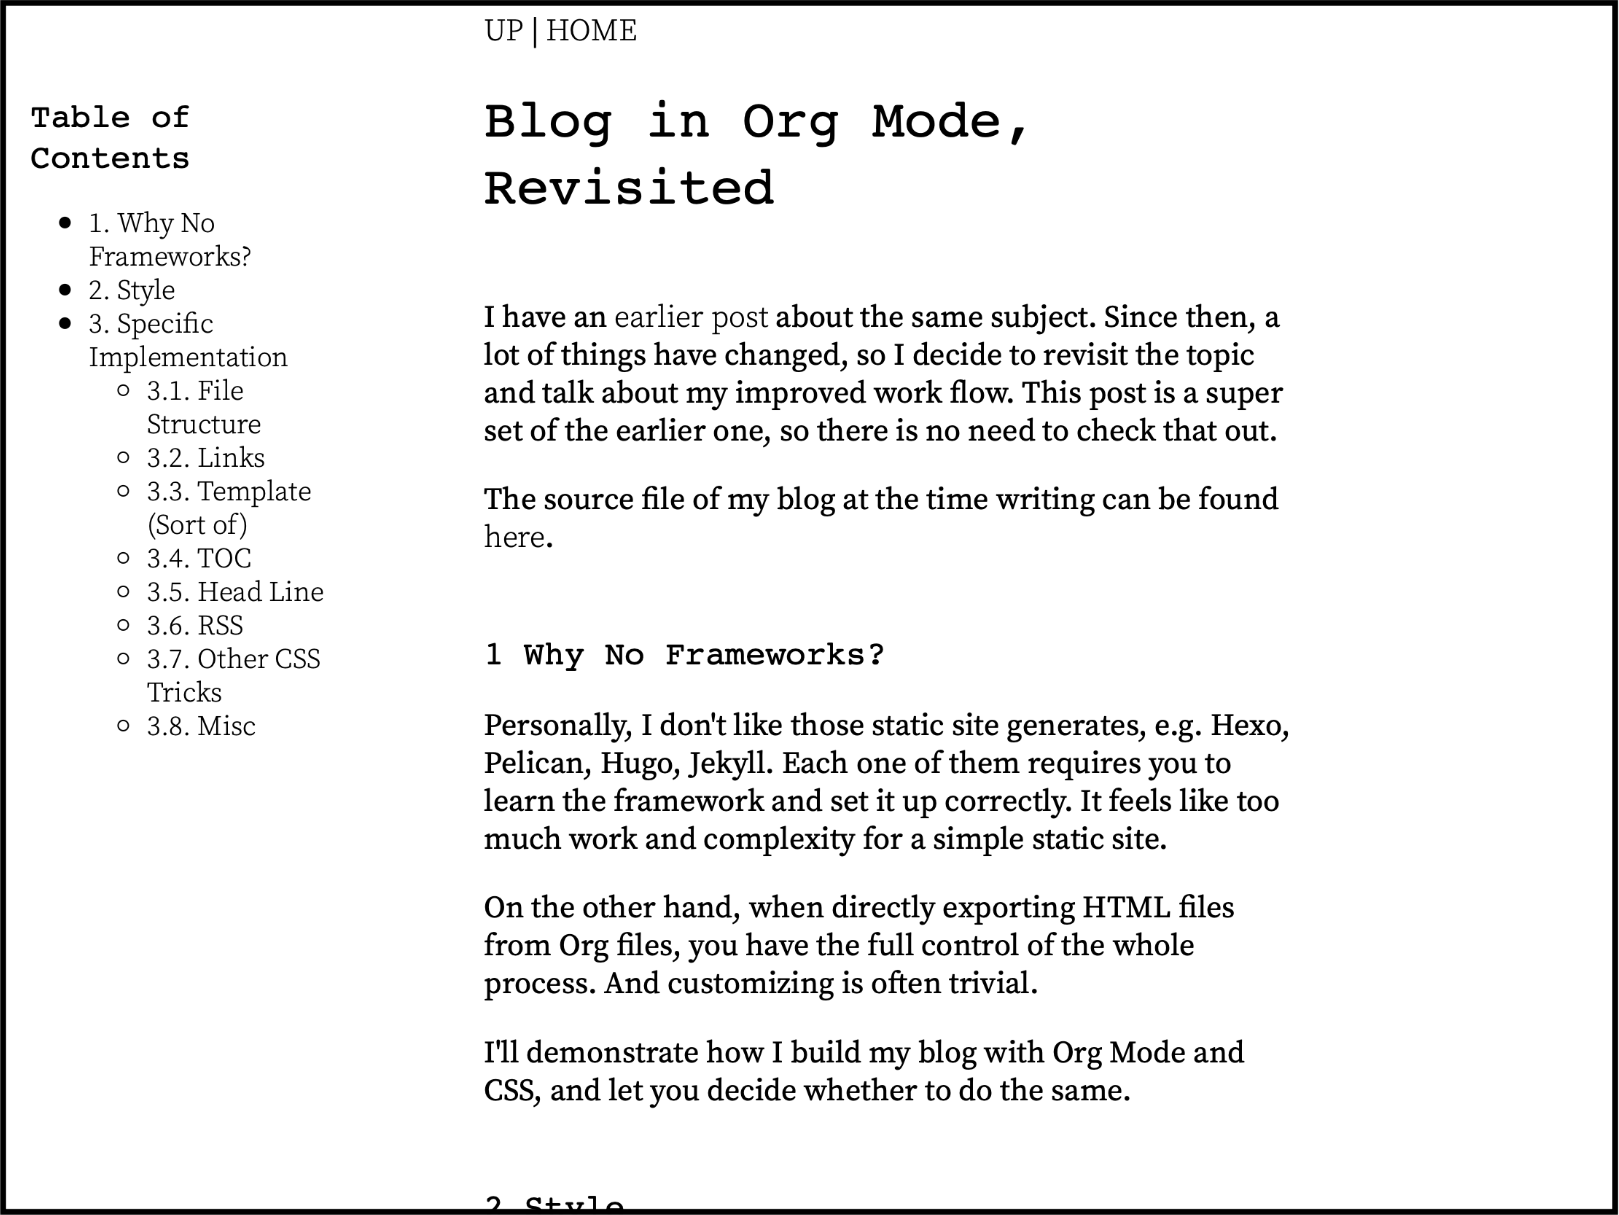 UP | HOME
Table of
Contents
1. Why No
Frameworks?
2. Style
3. Specific
Implementation
3.1. File
Structure
3.2. Links
3.3. Template
(Sort of)
3.4. TOC
3.5. Head Line
3.6. RSS
3.7. Other CSS
Tricks
3.8. Misc
Blog in Org Mode,
Revisited
I have an earlier post about the same subject. Since then, a
lot of things have changed, so I decide to revisit the topic
and talk about my improved work flow. This post is a super
set of the earlier one, so there is no need to check that out.
The source file of my blog at the time writing can be found
here.
1 Why No Frameworks?
Personally, I don't like those static site generates, e.g. Hexo,
Pelican, Hugo, Jekyll. Each one of them requires you to
learn the framework and set it up correctly. It feels like too
much work and complexity for a simple static site.
On the other hand, when directly exporting HTML files
from Org files, you have the full control of the whole
process. And customizing is often trivial.
I'll demonstrate how I build my blog with Org Mode and
CSS, and let you decide whether to do the same.
2 Style